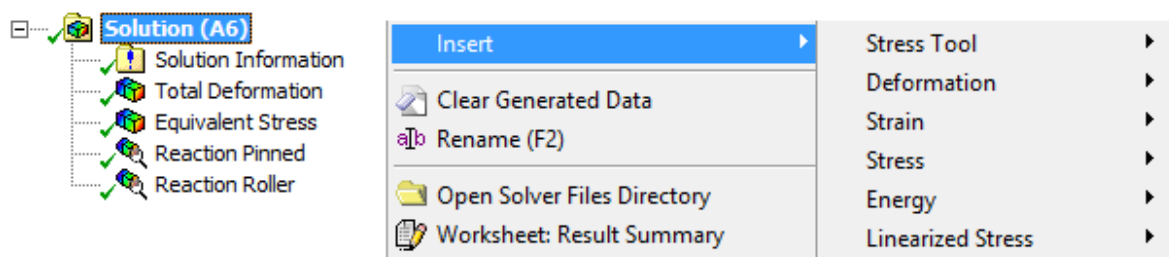 Solution (A6)
Solution Information
Total Deformation
Equivalent Stress
Reaction Pinned
Reaction Roller
Insert
Clear Generated Data
a|b Rename (F2)
Open Solver Files Directory
Worksheet: Result Summary
Stress Tool
Deformation
Strain
Stress
Energy
Linearized Stress